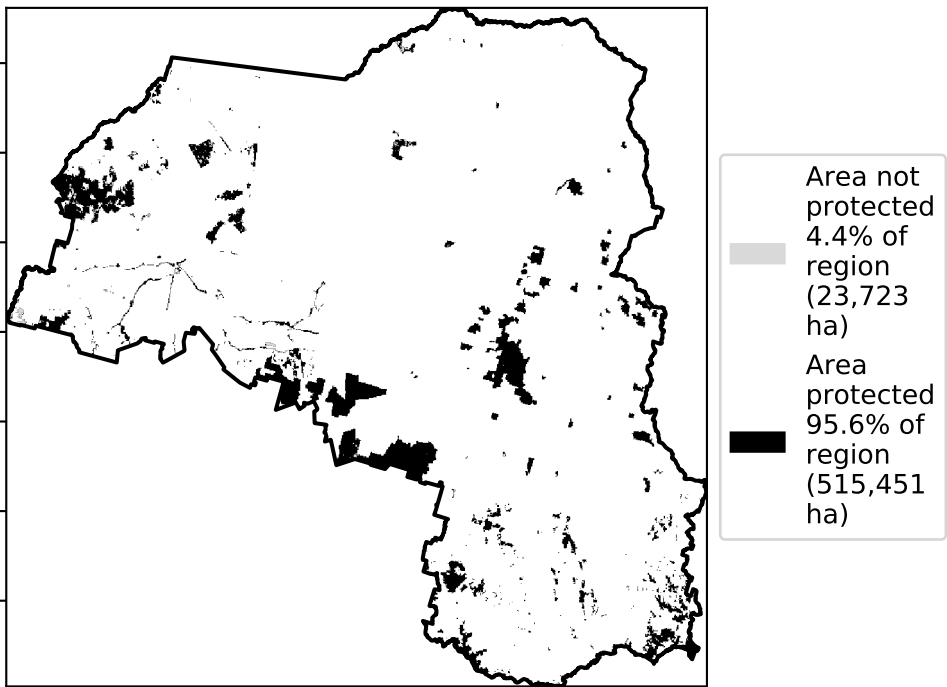 Area not
protected
4.4% of
region
(23,723
ha)
Area
protected
95.6% of
region
(515,451
ha)